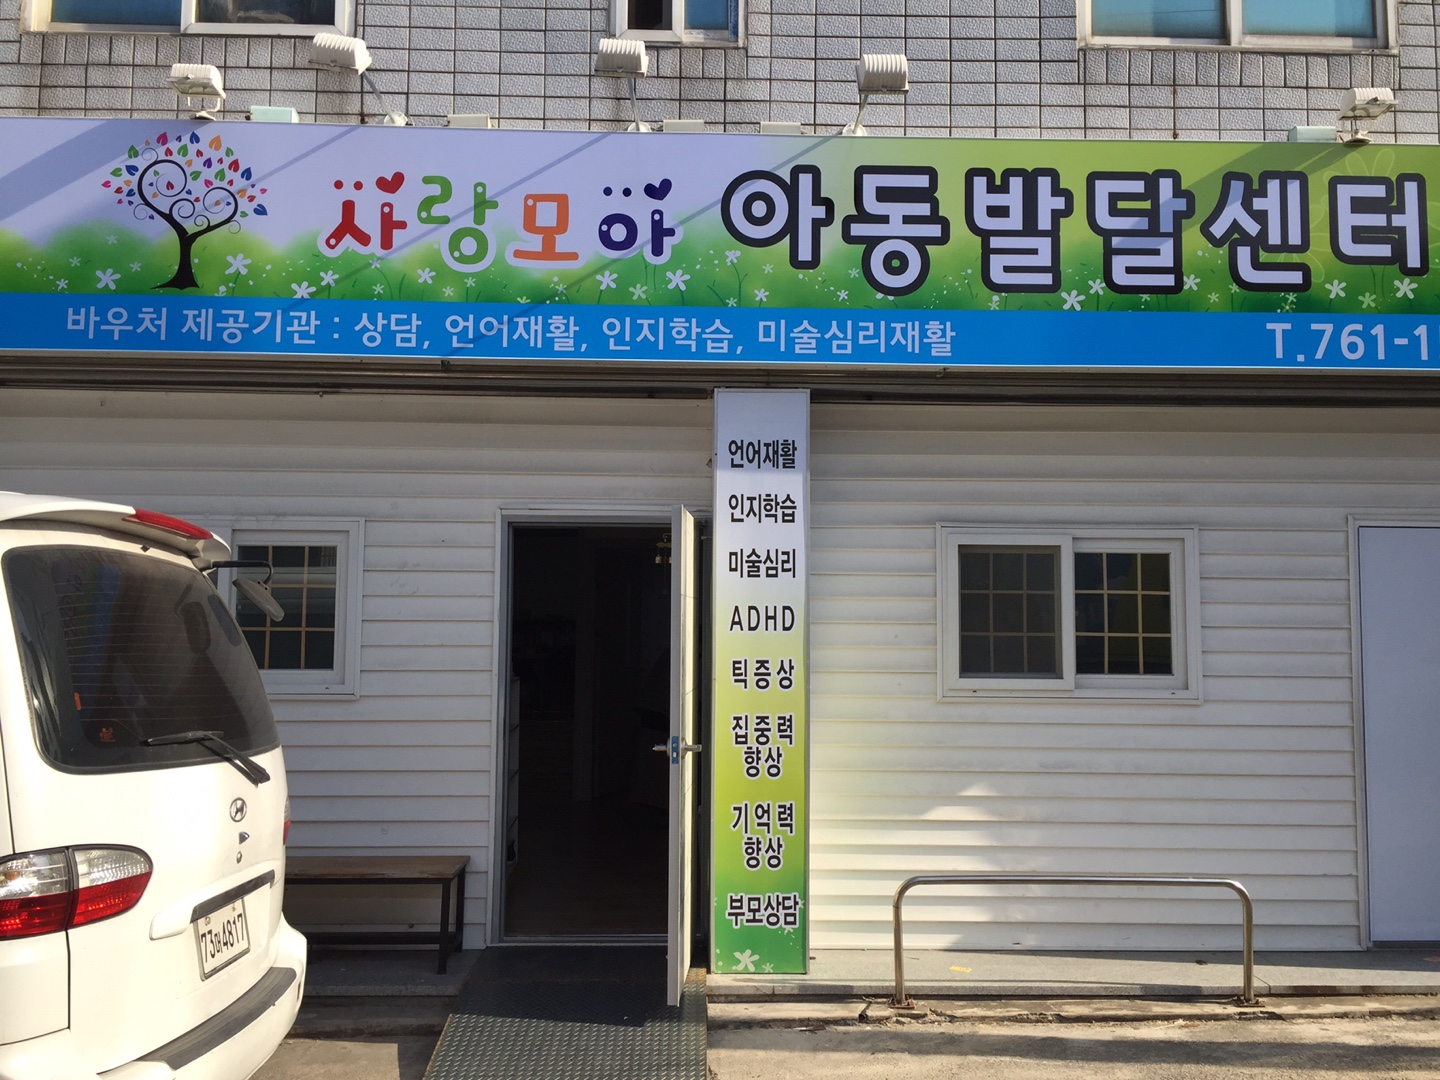 사랑모아 아동발달센터
바우처 제공기관 : 상담, 언어재활, 인지학습, 미술심리재활
T.761-1
언어재활
인지학습
미술심리
ADHD
틱증상
집중력
향상
기억력
향상
부모상담